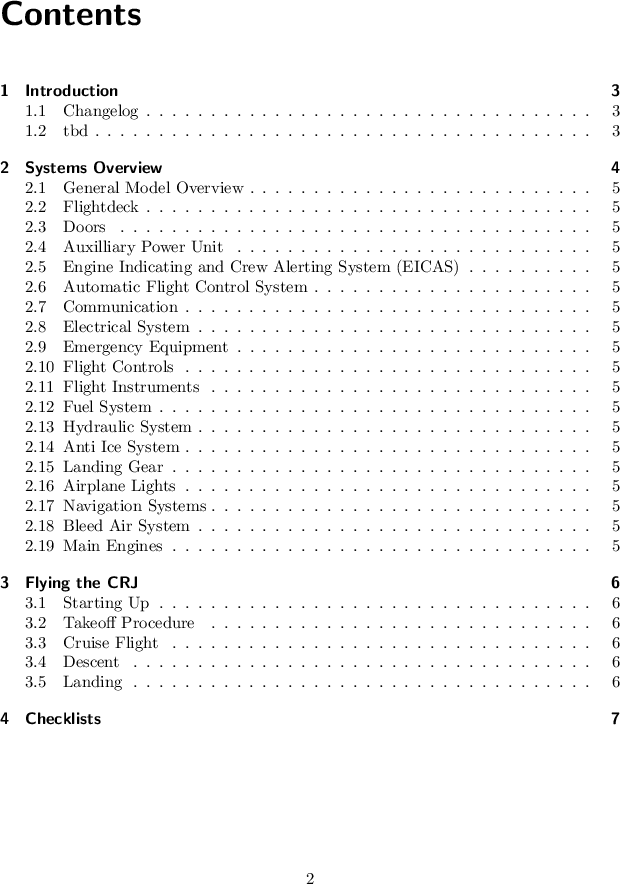 Contents
1 Introduction 3
1.1 Changelog . . . . . . . . . . . . . . . . . . . . . . . . . . . . . . . . . . . 3
1.2 tbd . . . . . . . . . . . . . . . . . . . . . . . . . . . . . . . . . . . . . . . 3
2 Systems Overview 4
2.1 General Model Overview . . . . . . . . . . . . . . . . . . . . . . . . . . . 5
2.2 Flightdeck . . . . . . . . . . . . . . . . . . . . . . . . . . . . . . . . . . . 5
2.3 Doors . . . . . . . . . . . . . . . . . . . . . . . . . . . . . . . . . . . . . 5
2.4 Auxilliary Power Unit . . . . . . . . . . . . . . . . . . . . . . . . . . . . 5
2.5 Engine Indicating and Crew Alerting System (EICAS) . . . . . . . . . . 5
2.6 Automatic Flight Control System . . . . . . . . . . . . . . . . . . . . . . 5
2.7 Communication . . . . . . . . . . . . . . . . . . . . . . . . . . . . . . . . 5
2.8 Electrical System . . . . . . . . . . . . . . . . . . . . . . . . . . . . . . . 5
2.9 Emergency Equipment . . . . . . . . . . . . . . . . . . . . . . . . . . . . 5
2.10 Flight Controls . . . . . . . . . . . . . . . . . . . . . . . . . . . . . . . . 5
2.11 Flight Instruments . . . . . . . . . . . . . . . . . . . . . . . . . . . . . . 5
2.12 Fuel System . . . . . . . . . . . . . . . . . . . . . . . . . . . . . . . . . . 5
2.13 Hydraulic System . . . . . . . . . . . . . . . . . . . . . . . . . . . . . . . 5
2.14 Anti Ice System . . . . . . . . . . . . . . . . . . . . . . . . . . . . . . . . 5
2.15 Landing Gear . . . . . . . . . . . . . . . . . . . . . . . . . . . . . . . . . 5
2.16 Airplane Lights . . . . . . . . . . . . . . . . . . . . . . . . . . . . . . . . 5
2.17 Navigation Systems . . . . . . . . . . . . . . . . . . . . . . . . . . . . . . 5
2.18 Bleed Air System . . . . . . . . . . . . . . . . . . . . . . . . . . . . . . . 5
2.19 Main Engines . . . . . . . . . . . . . . . . . . . . . . . . . . . . . . . . . 5
3 Flying the CRJ 6
3.1 Starting Up . . . . . . . . . . . . . . . . . . . . . . . . . . . . . . . . . . 6
3.2 Takeoff Procedure . . . . . . . . . . . . . . . . . . . . . . . . . . . . . . 6
3.3 Cruise Flight . . . . . . . . . . . . . . . . . . . . . . . . . . . . . . . . . 6
3.4 Descent . . . . . . . . . . . . . . . . . . . . . . . . . . . . . . . . . . . . 6
3.5 Landing . . . . . . . . . . . . . . . . . . . . . . . . . . . . . . . . . . . . 6
4 Checklists 7
2